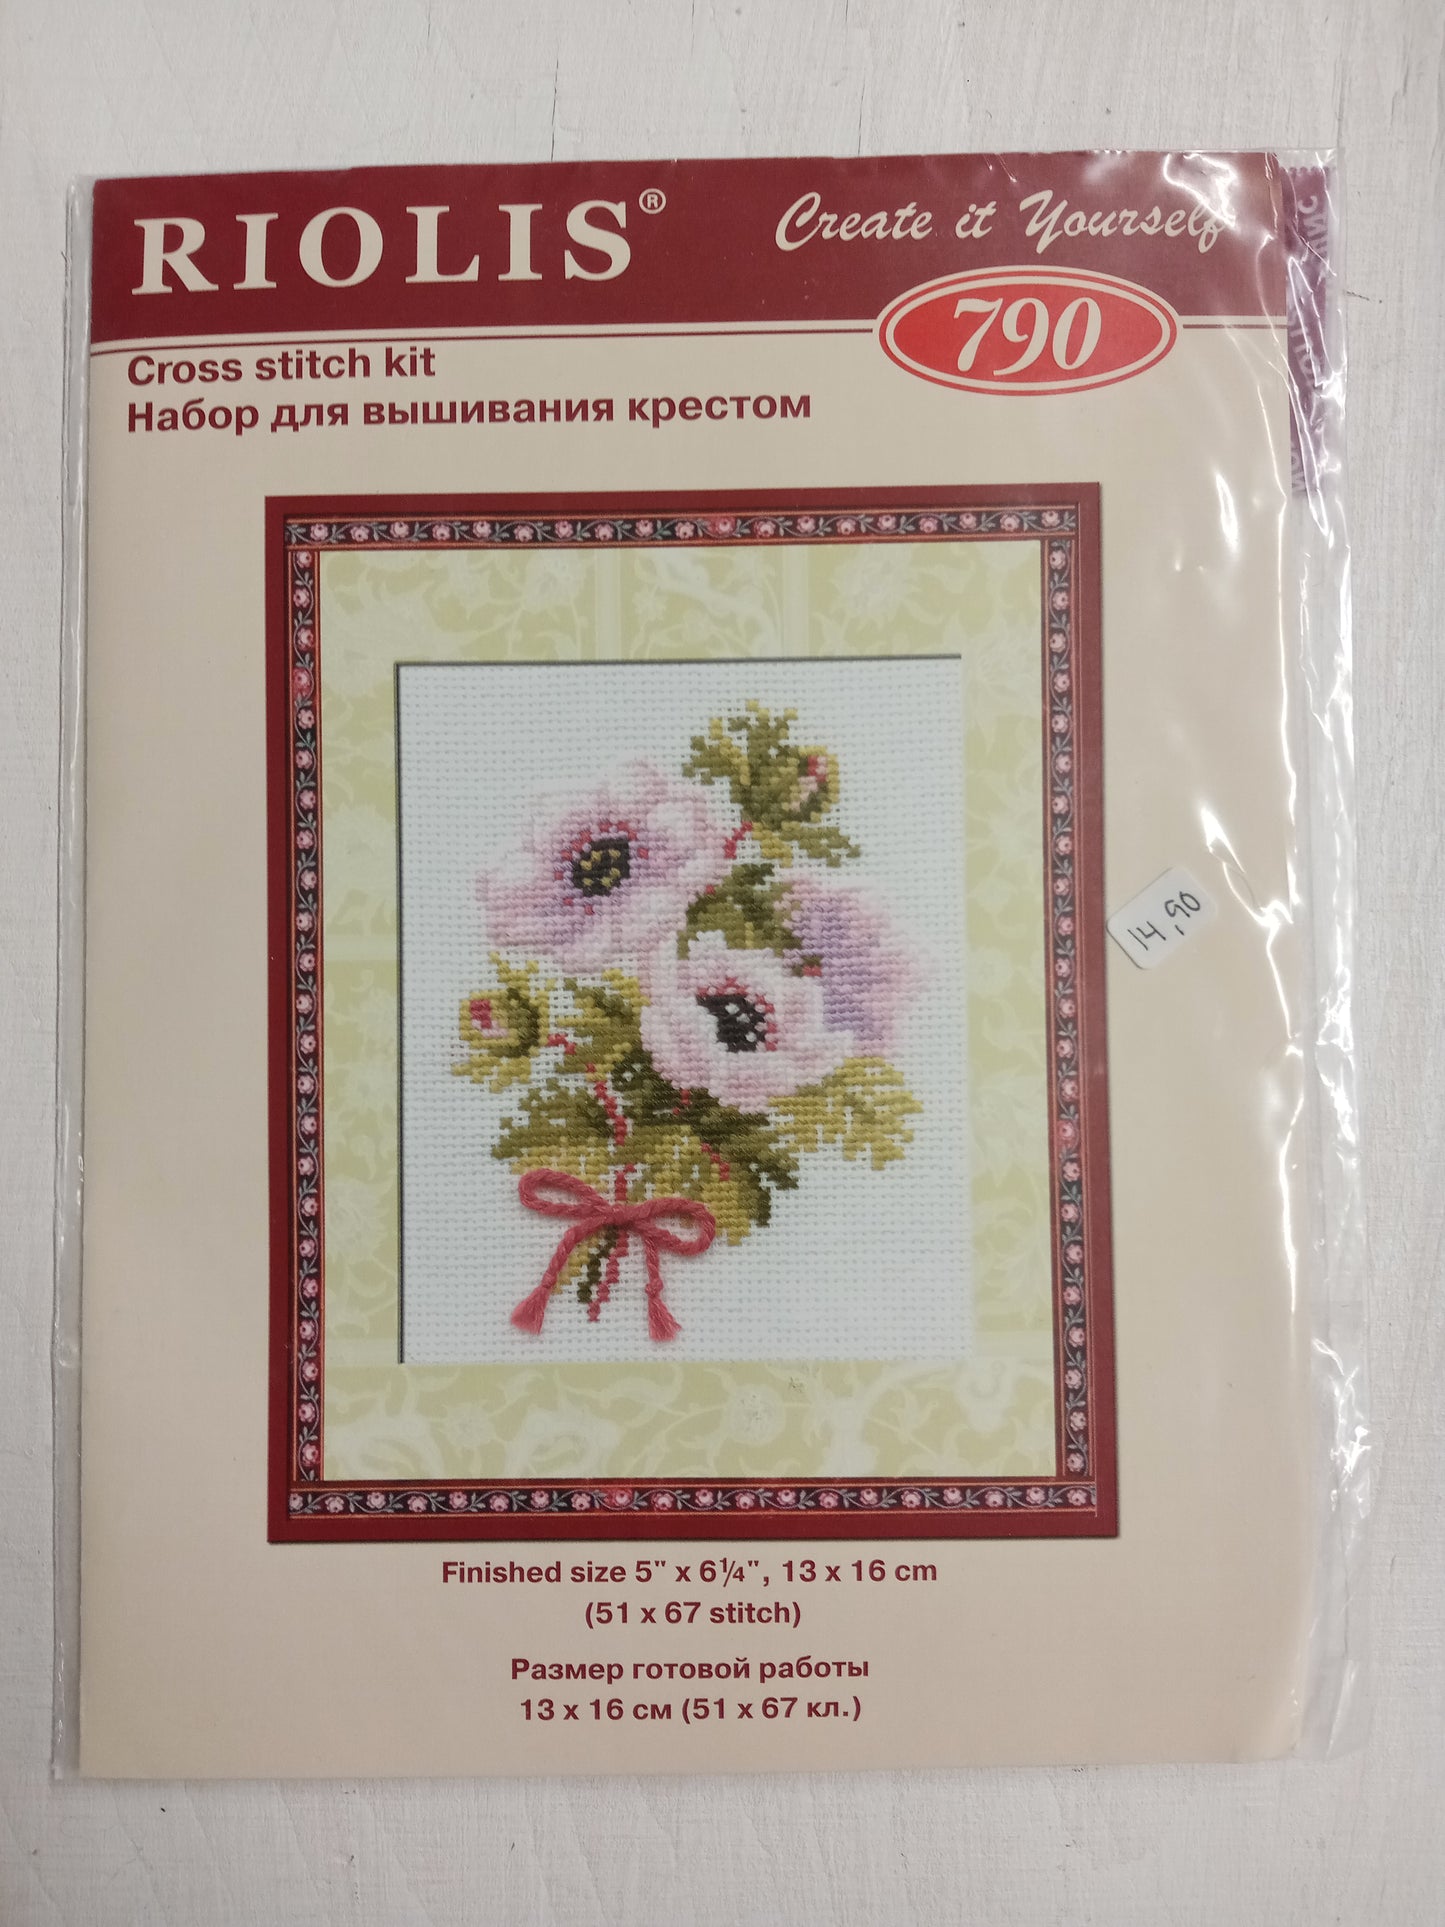 RIOLIS®
Create it Yourself
790
Cross stitch kit
Набор для вышивания крестом
14,90
Finished size 5" x 6¼", 13 x 16 cm
(51 x 67 stitch)
Размер готовой работы
13 x 16 см (51 x 67 кл.)